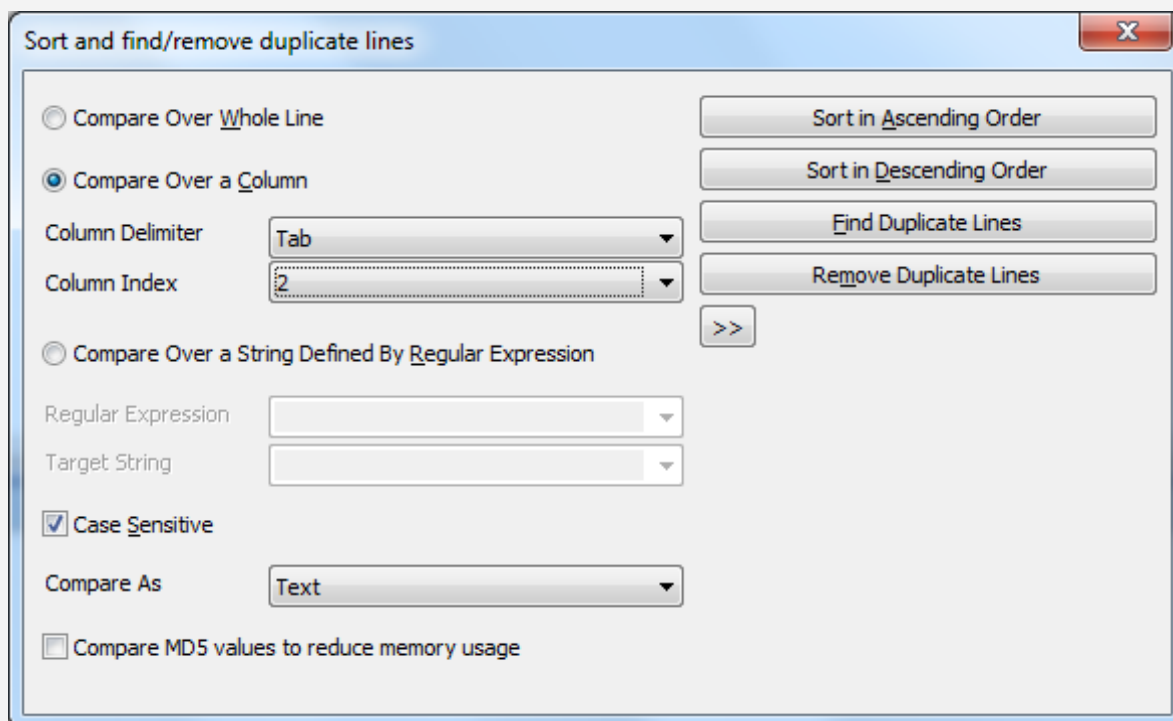 Sort and find/remove duplicate lines
Compare Over Whole Line
Compare Over a Column
Column Delimiter
Tab
Column Index
2
Compare Over a String Defined By Regular Expression
Regular Expression
Target String
Case Sensitive
Compare As
Text
Compare MD5 values to reduce memory usage
Sort in Ascending Order
Sort in Descending Order
Find Duplicate Lines
Remove Duplicate Lines
>>